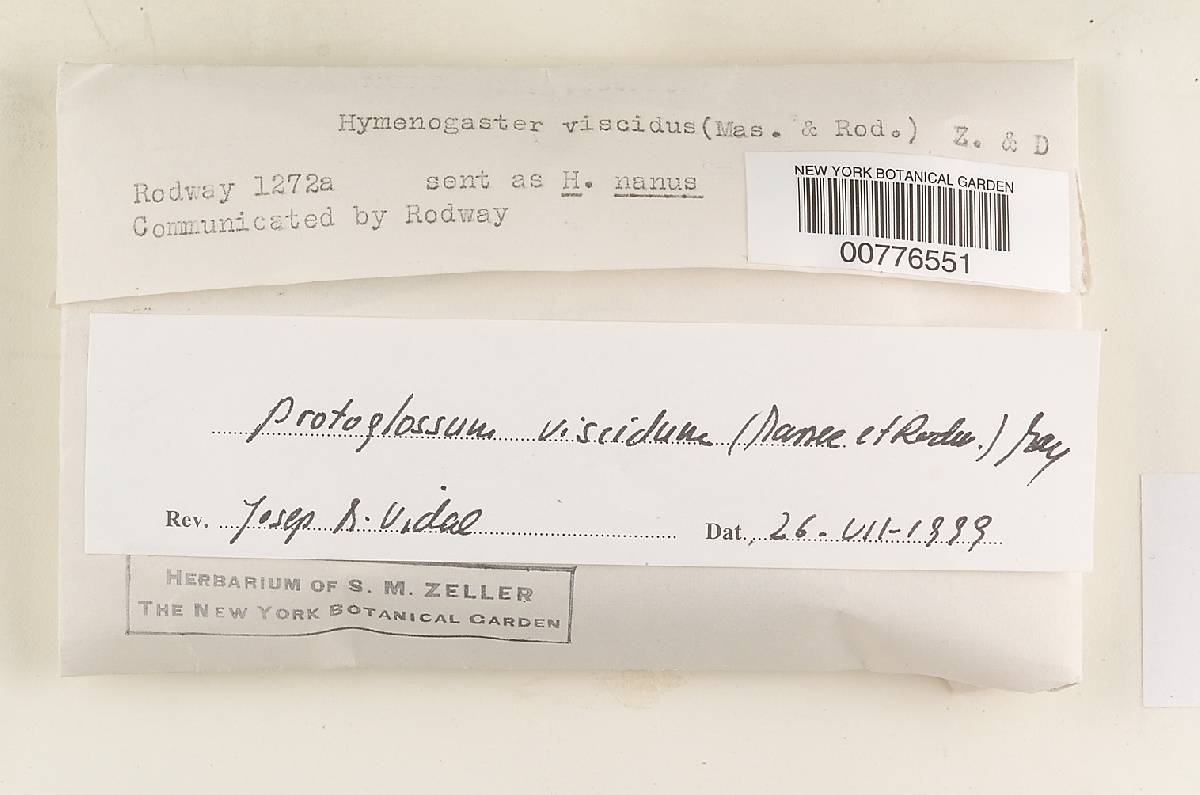 Hymenogaster viscidus (Mas. & Rod.) Z. & D
Rodway 1272a sent as H. nanus
Communicated by Rodway
NEW YORK BOTANICAL GARDEN
00776551
Protoglossum viscidum (Massee et Rodw.) May
Rev. Josep M. Vidal
Dat. 26-VII-1999
HERBARIUM OF S. M. ZELLER
THE NEW YORK BOTANICAL GARDEN